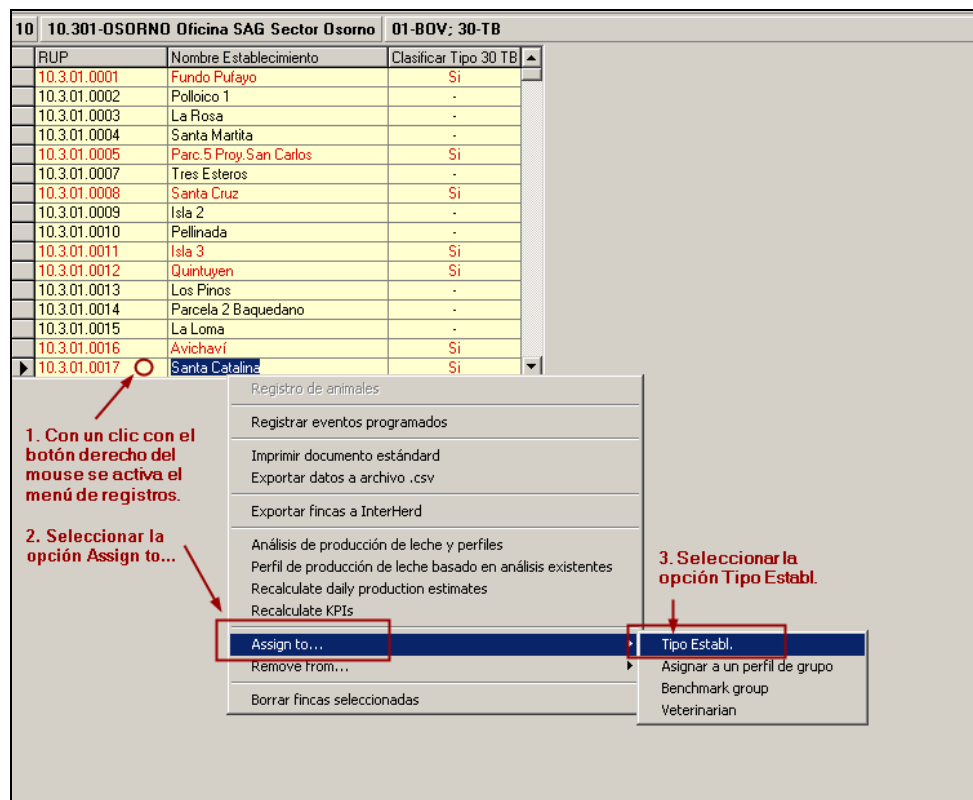 10 10.301-OSORNO Oficina SAG Sector Osorno 01-BOV; 30-TB
RUP Nombre Establecimiento Clasificar Tipo 30 TB
10.3.01.0001 Fundo Pufayo Si
10.3.01.0002 Polloico 1 -
10.3.01.0003 La Rosa -
10.3.01.0004 Santa Martita -
10.3.01.0005 Parc.5 Proy.San Carlos Si
10.3.01.0007 Tres Esteros -
10.3.01.0008 Santa Cruz Si
10.3.01.0009 Isla 2 -
10.3.01.0010 Pellinada -
10.3.01.0011 Isla 3 Si
10.3.01.0012 Quintuyen Si
10.3.01.0013 Los Pinos -
10.3.01.0014 Parcela 2 Baquedano -
10.3.01.0015 La Loma -
10.3.01.0016 Avichaví Si
10.3.01.0017 Santa Catalina Si
1. Con un clic con el
botón derecho del
mouse se activa el
menú de registros.
2. Seleccionar la
opción Assign to...
Registro de animales
Registrar eventos programados
Imprimir documento estándard
Exportar datos a archivo .csv
Exportar fincas a InterHerd
Análisis de producción de leche y perfiles
Perfil de producción de leche basado en análisis existentes
Recalculate daily production estimates
Recalculate KPIs
Assign to...
Remove from...
Borrar fincas seleccionadas
3. Seleccionar la
opción Tipo Establ.
Tipo Establ.
Asignar a un perfil de grupo
Benchmark group
Veterinarian